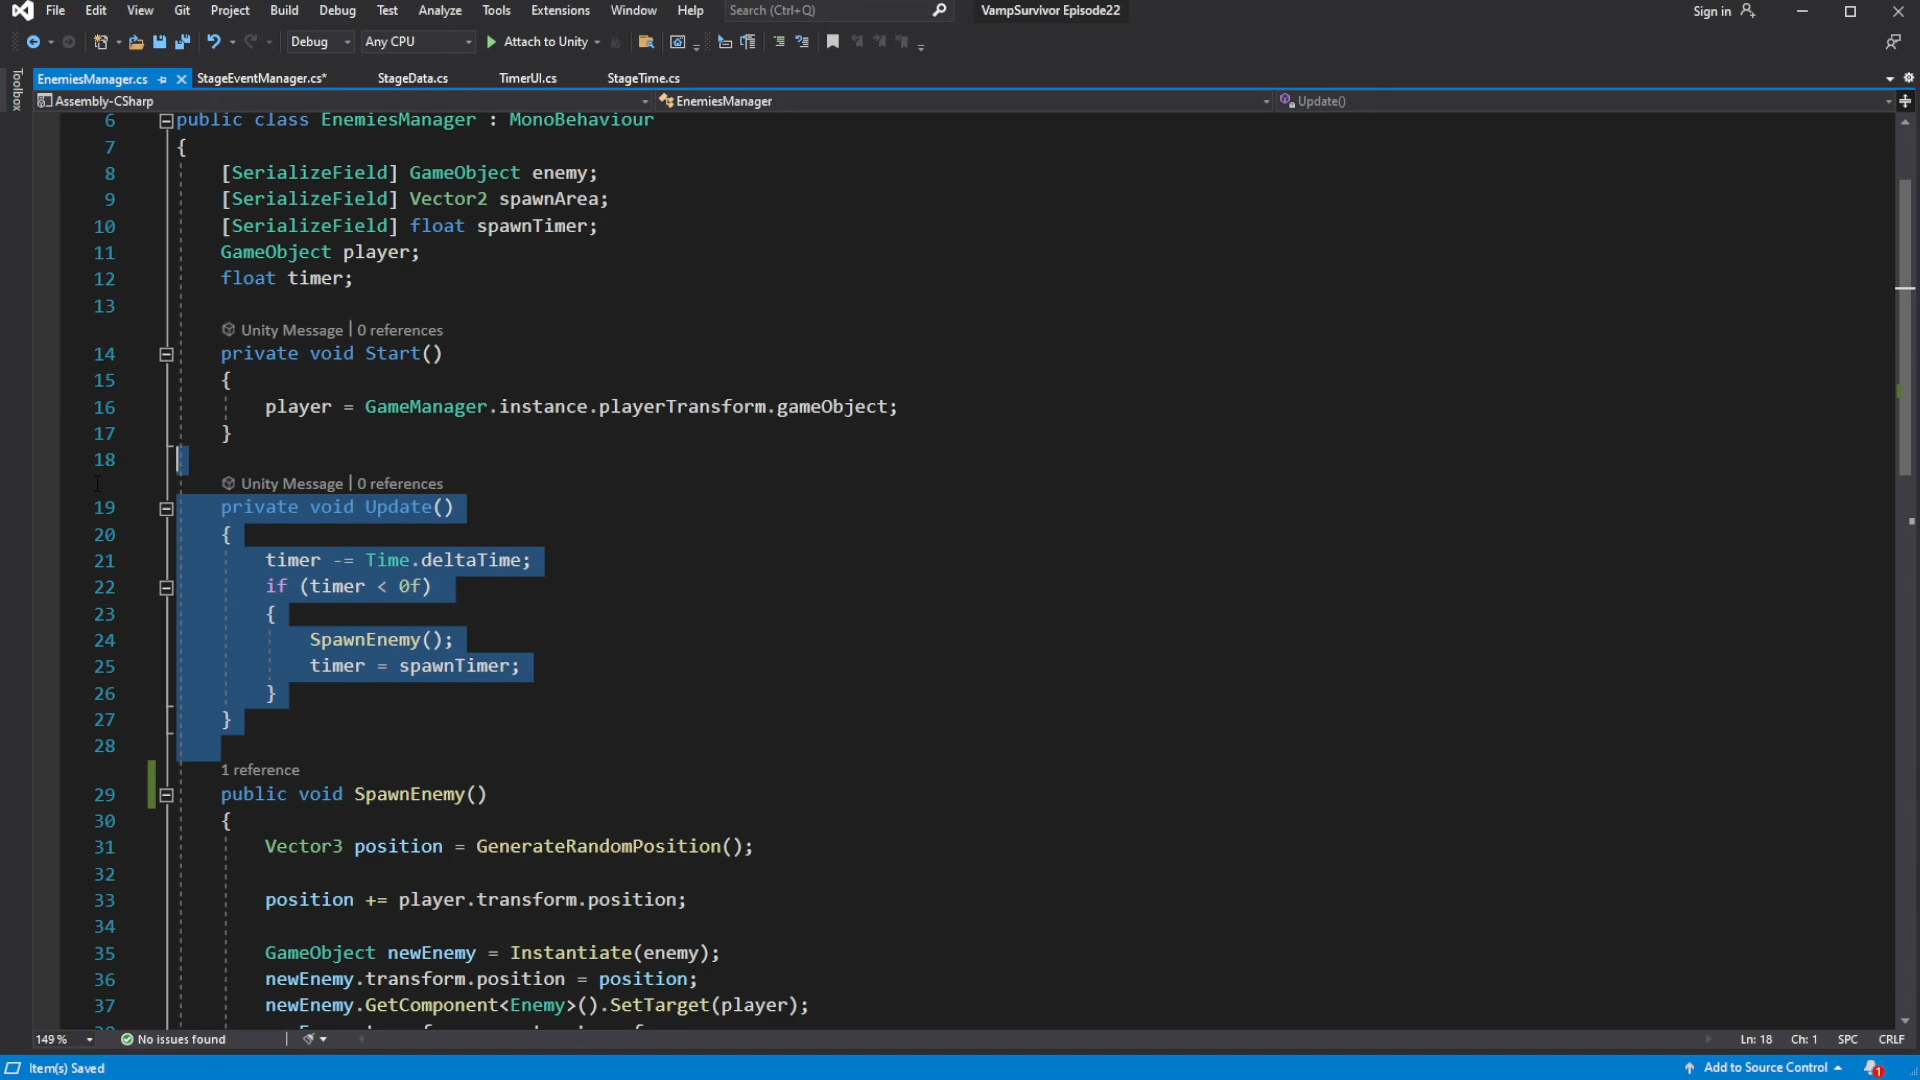 File Edit View Git Project Build Debug Test Analyze Tools Extensions Window Help Search (Ctrl+Q) VampSurvivor Episode22 Sign in
Debug Any CPU Attach to Unity
Toolbox
EnemiesManager.cs StageEventManager.cs* StageData.cs TimerUI.cs StageTime.cs
Assembly-CSharp EnemiesManager Update()
6 public class EnemiesManager : MonoBehaviour
7 {
8 [SerializeField] GameObject enemy;
9 [SerializeField] Vector2 spawnArea;
10 [SerializeField] float spawnTimer;
11 GameObject player;
12 float timer;
13
Unity Message | 0 references
14 private void Start()
15 {
16 player = GameManager.instance.playerTransform.gameObject;
17 }
18
Unity Message | 0 references
19 private void Update()
20 {
21 timer -= Time.deltaTime;
22 if (timer < 0f)
23 {
24 SpawnEnemy();
25 timer = spawnTimer;
26 }
27 }
28
1 reference
29 public void SpawnEnemy()
30 {
31 Vector3 position = GenerateRandomPosition();
32
33 position += player.transform.position;
34
35 GameObject newEnemy = Instantiate(enemy);
36 newEnemy.transform.position = position;
37 newEnemy.GetComponent<Enemy>().SetTarget(player);
149 % No issues found Ln: 18 Ch: 1 SPC CRLF
Item(s) Saved Add to Source Control 1